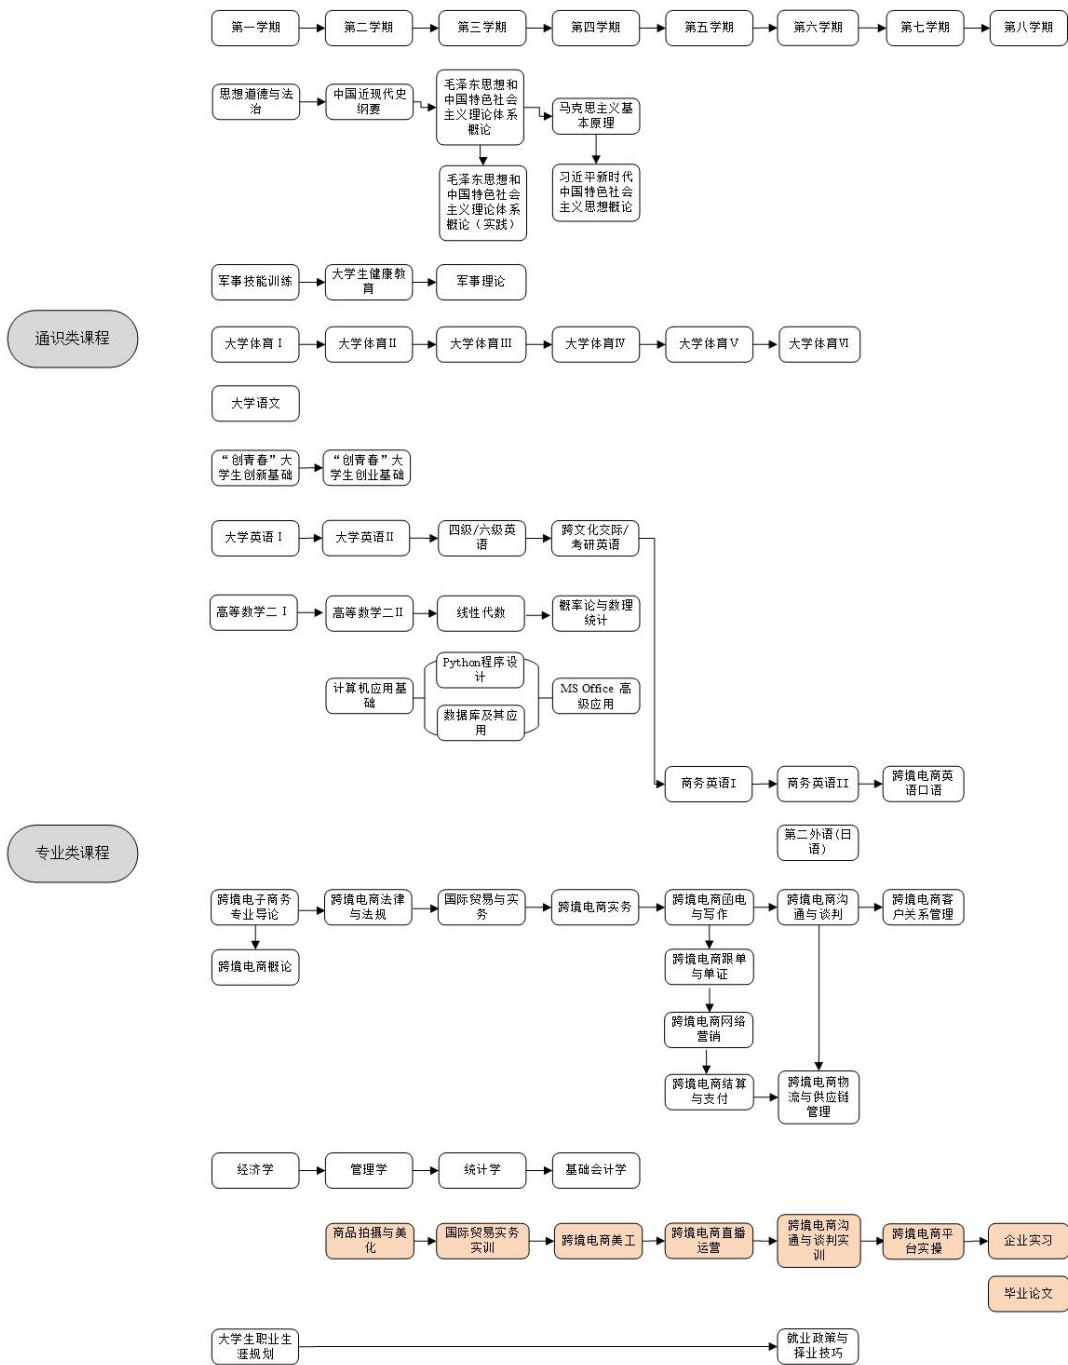 第一学期
第二学期
第三学期
第四学期
第五学期
第六学期
第七学期
第八学期
思想道德与法
治
中国近现代史
纲要
毛泽东思想和
中国特色社会
主义理论体系
概论
马克思主义基
本原理
毛泽东思想和
中国特色社会
主义理论体系
概论（实践）
习近平新时代
中国特色社会
主义思想概论
军事技能训练
大学生健康教
育
军事理论
通识类课程
大学体育Ⅰ
大学体育Ⅱ
大学体育Ⅲ
大学体育Ⅳ
大学体育Ⅴ
大学体育Ⅵ
大学语文
“创青春”大
学生创新基础
“创青春”大
学生创业基础
大学英语Ⅰ
大学英语Ⅱ
四级/六级英
语
跨文化交际/
考研英语
高等数学二Ⅰ
高等数学二Ⅱ
线性代数
概率论与数理
统计
计算机应用基
础
Python程序设
计
数据库及其应
用
MS Office 高
级应用
商务英语I
商务英语II
跨境电商英
语口语
第二外语(日
语)
专业类课程
跨境电子商务
专业导论
跨境电商法律
与法规
国际贸易与实
务
跨境电商实务
跨境电商函电
与写作
跨境电商沟
通与谈判
跨境电商客
户关系管理
跨境电商概论
跨境电商跟单
与单证
跨境电商网络
营销
跨境电商结算
与支付
跨境电商物
流与供应链
管理
经济学
管理学
统计学
基础会计学
商品拍摄与美
化
国际贸易实务
实训
跨境电商美工
跨境电商直播
运营
跨境电商沟
通与谈判实
训
跨境电商平
台实操
企业实习
毕业论文
大学生职业生
涯规划
就业政策与
择业技巧